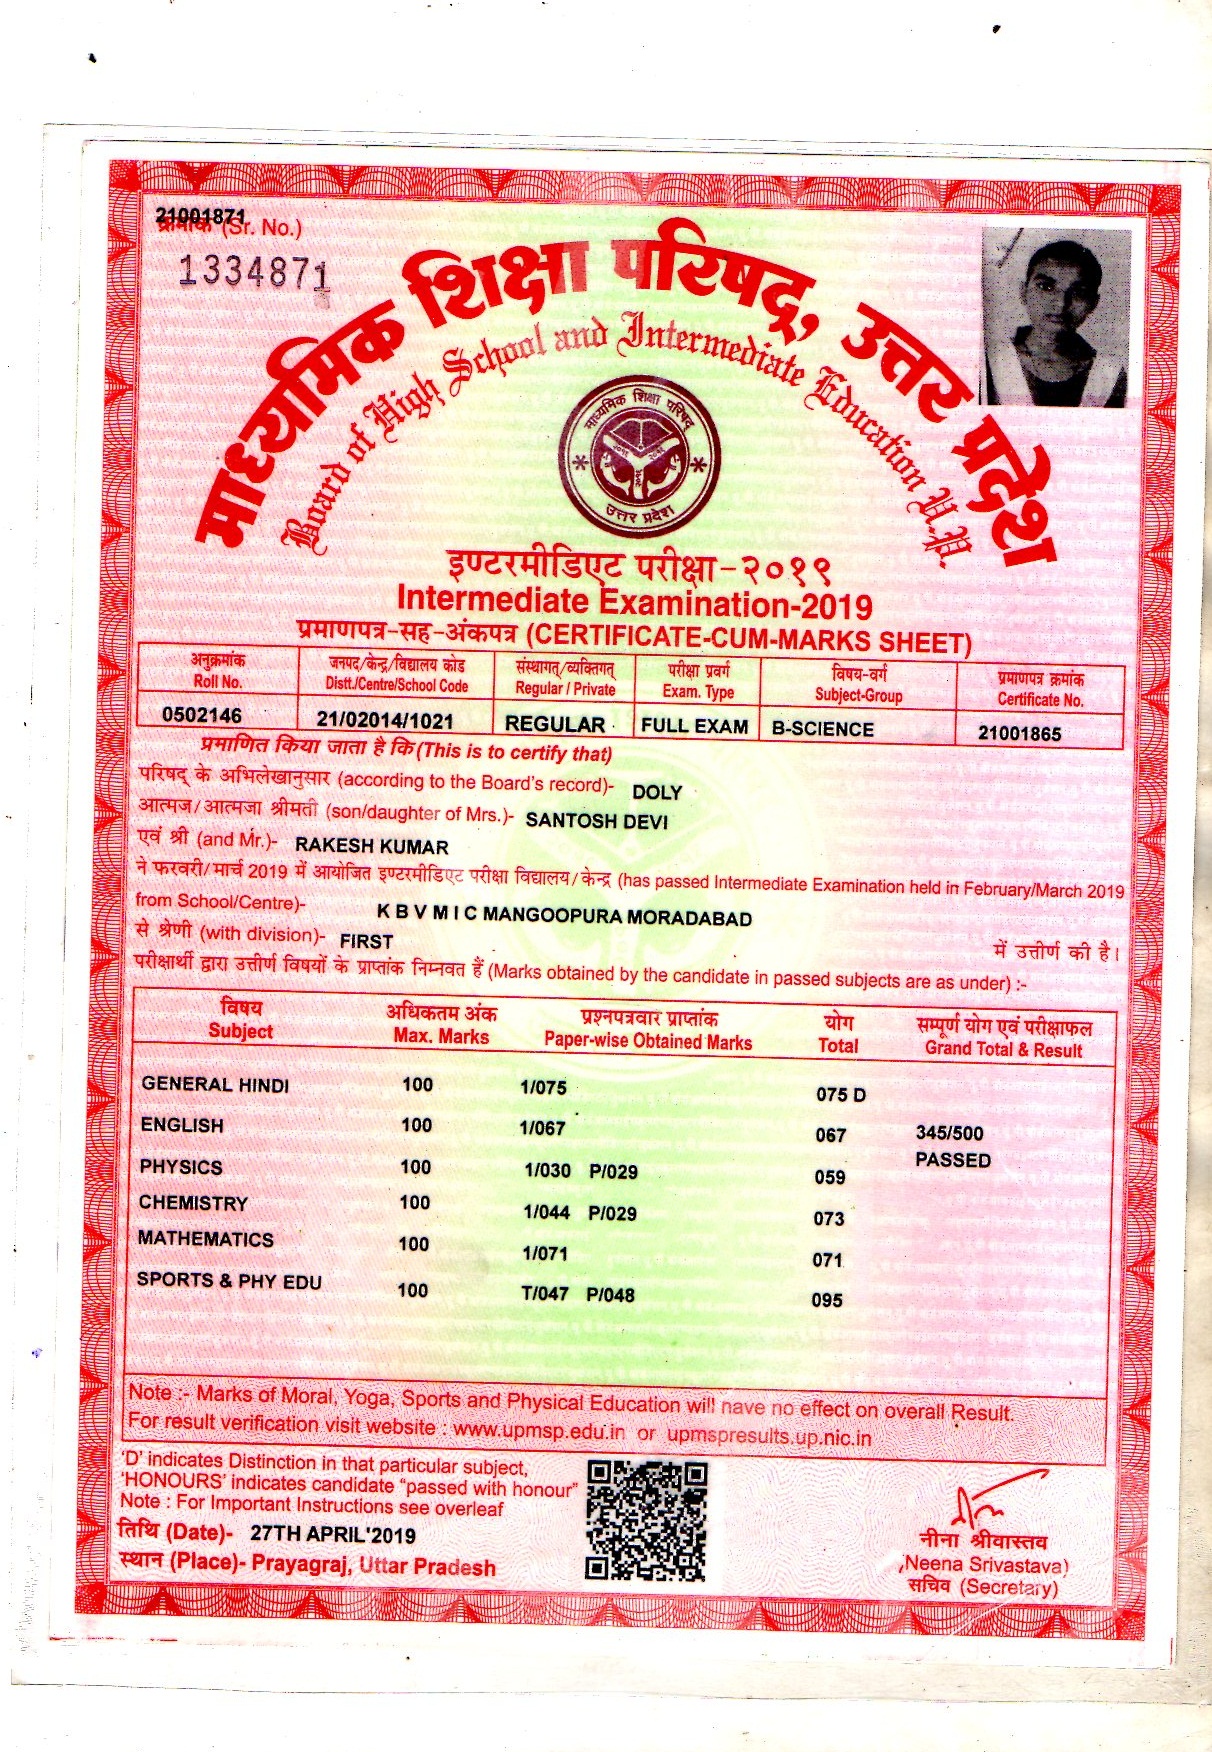 21001871
क्रमांक (Sr. No.)
1334871
माध्यमिक शिक्षा परिषद्, उत्तर प्रदेश
Board of High School and Intermediate Education U.P.
माध्यमिक शिक्षा परिषद्
उत्तर प्रदेश
इण्टरमीडिएट परीक्षा-२०१९
Intermediate Examination-2019
प्रमाणपत्र-सह-अंकपत्र (CERTIFICATE-CUM-MARKS SHEET)
अनुक्रमांक जनपद/केन्द्र/विद्यालय कोड संस्थागत/व्यक्तिगत् परीक्षा प्रवर्ग विषय-वर्ग प्रमाणपत्र क्रमांक
Roll No. Distt./Centre/School Code Regular / Private Exam. Type Subject-Group Certificate No.
0502146 21/02014/1021 REGULAR FULL EXAM B-SCIENCE 21001865
प्रमाणित किया जाता है कि (This is to certify that)
परिषद् के अभिलेखानुसार (according to the Board's record)- DOLY
आत्मज/आत्मजा श्रीमती (son/daughter of Mrs.)- SANTOSH DEVI
एवं श्री (and Mr.)- RAKESH KUMAR
ने फरवरी/मार्च 2019 में आयोजित इण्टरमीडिएट परीक्षा विद्यालय/केन्द्र (has passed Intermediate Examination held in February/March 2019
from School/Centre)- K B V M I C MANGOOPURA MORADABAD
से श्रेणी (with division)- FIRST में उत्तीर्ण की है।
परीक्षार्थी द्वारा उत्तीर्ण विषयों के प्राप्तांक निम्नवत हैं (Marks obtained by the candidate in passed subjects are as under) :-
विषय अधिकतम अंक प्रश्नपत्रवार प्राप्तांक योग सम्पूर्ण योग एवं परीक्षाफल
Subject Max. Marks Paper-wise Obtained Marks Total Grand Total & Result
GENERAL HINDI 100 1/075 075 D
ENGLISH 100 1/067 067 345/500
PASSED
PHYSICS 100 1/030 P/029 059
CHEMISTRY 100 1/044 P/029 073
MATHEMATICS 100 1/071 071
SPORTS & PHY EDU 100 T/047 P/048 095
Note :- Marks of Moral, Yoga, Sports and Physical Education will have no effect on overall Result.
For result verification visit website : www.upmsp.edu.in or upmspresults.up.nic.in
'D' indicates Distinction in that particular subject,
'HONOURS' indicates candidate "passed with honour"
Note : For Important Instructions see overleaf
तिथि (Date)- 27TH APRIL'2019
स्थान (Place)- Prayagraj, Uttar Pradesh
नीना श्रीवास्तव
(Neena Srivastava)
सचिव (Secretary)